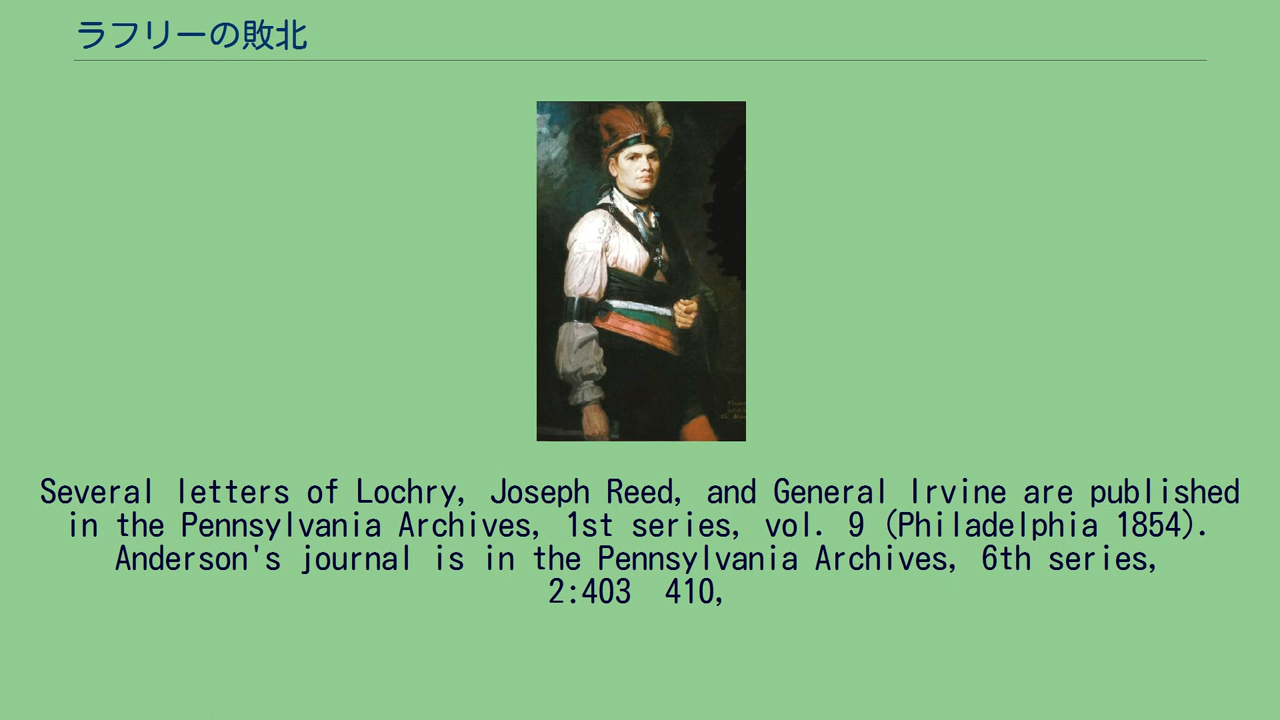 ラフリーの敗北
Several letters of Lochry, Joseph Reed, and General Irvine are published
in the Pennsylvania Archives, 1st series, vol. 9 (Philadelphia 1854).
Anderson's journal is in the Pennsylvania Archives, 6th series,
2:403  410,